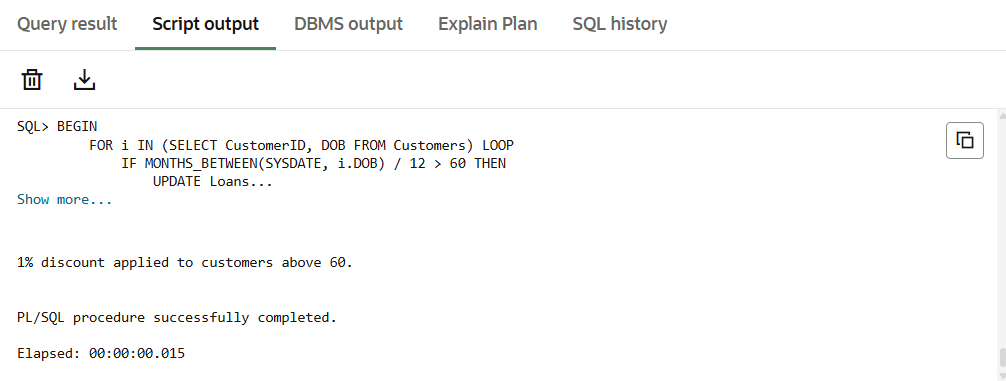 Query result Script output DBMS output Explain Plan SQL history
SQL> BEGIN
FOR i IN (SELECT CustomerID, DOB FROM Customers) LOOP
IF MONTHS_BETWEEN(SYSDATE, i.DOB) / 12 > 60 THEN
UPDATE Loans...
Show more...
1% discount applied to customers above 60.
PL/SQL procedure successfully completed.
Elapsed: 00:00:00.015